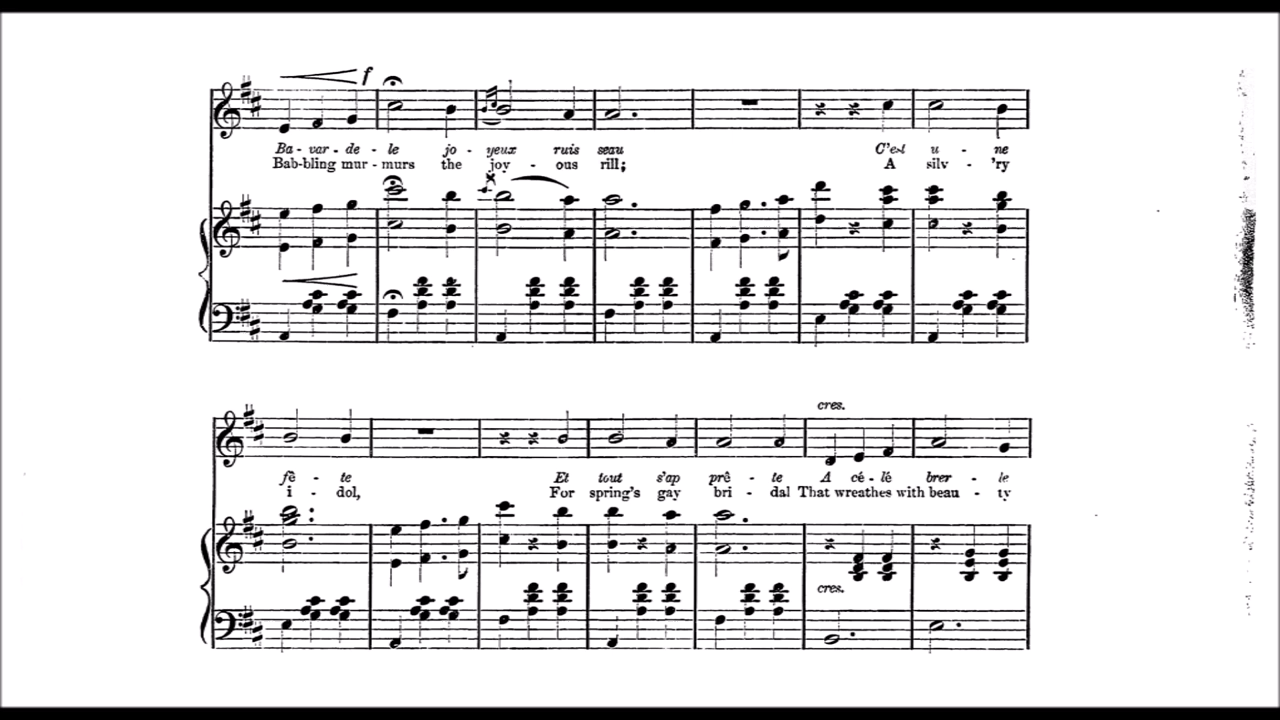 f
Ba - var - de - le jo - yeux ruis seau C'est u - ne
Bab-bling mur - murs the joy - ous rill; A silv - 'ry
cres.
fê - te Et tout s'ap prê - te A cé - lé brer - le
i - dol, For spring's gay bri - dal That wreathes with beau - ty
cres.